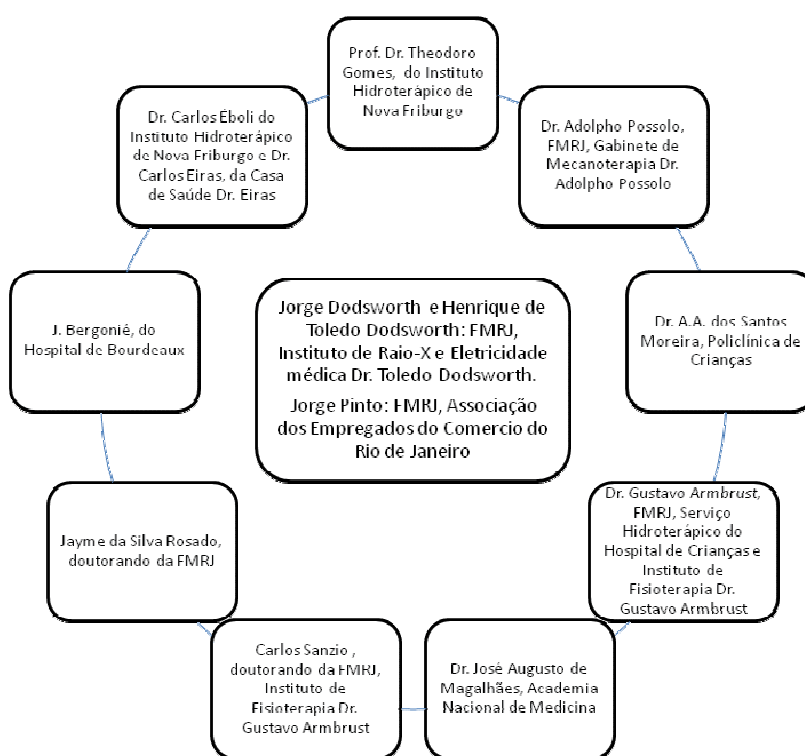 Prof. Dr. Theodoro
Gomes, do Instituto
Hidroterápico de
Nova Friburgo
Dr. Adolpho Possolo,
FMRJ, Gabinete de
Mecanoterapia Dr.
Adolpho Possolo
Dr. A.A. dos Santos
Moreira, Policlínica de
Crianças
Dr. Gustavo Armbrust,
FMRJ, Serviço
Hidroterápico do
Hospital de Crianças e
Instituto de
Fisioterapia Dr.
Gustavo Armbrust
Dr. José Augusto de
Magalhães, Academia
Nacional de Medicina
Carlos Sanzio ,
doutorando da FMRJ,
Instituto de
Fisioterapia Dr.
Gustavo Armbrust
Jayme da Silva Rosado,
doutorando da FMRJ
J. Bergonié, do
Hospital de Bourdeaux
Dr. Carlos Éboli do
Instituto Hidroterápico
de Nova Friburgo e Dr.
Carlos Eiras, da Casa
de Saúde Dr. Eiras
Jorge Dodsworth e Henrique de
Toledo Dodsworth: FMRJ,
Instituto de Raio-X e Eletricidade
médica Dr. Toledo Dodsworth.
Jorge Pinto: FMRJ, Associação
dos Empregados do Comercio do
Rio de Janeiro